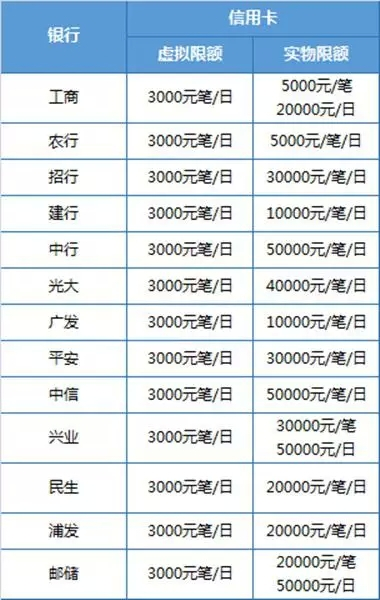 银行
信用卡
虚拟限额
实物限额
工商
3000元笔/日
5000元/笔
20000元/日
农行
3000元笔/日
5000元/笔/日
招行
3000元笔/日
30000元/笔/日
建行
3000元笔/日
10000元/笔/日
中行
3000元笔/日
50000元/笔/日
光大
3000元笔/日
40000元/笔/日
广发
3000元笔/日
10000元/笔/日
平安
3000元笔/日
30000元/笔/日
中信
3000元笔/日
50000元/笔/日
兴业
3000元笔/日
30000元/笔
50000元/日
民生
3000元笔/日
20000元/笔/日
浦发
3000元笔/日
20000元/笔/日
邮储
3000元笔/日
20000元/笔
50000元/日